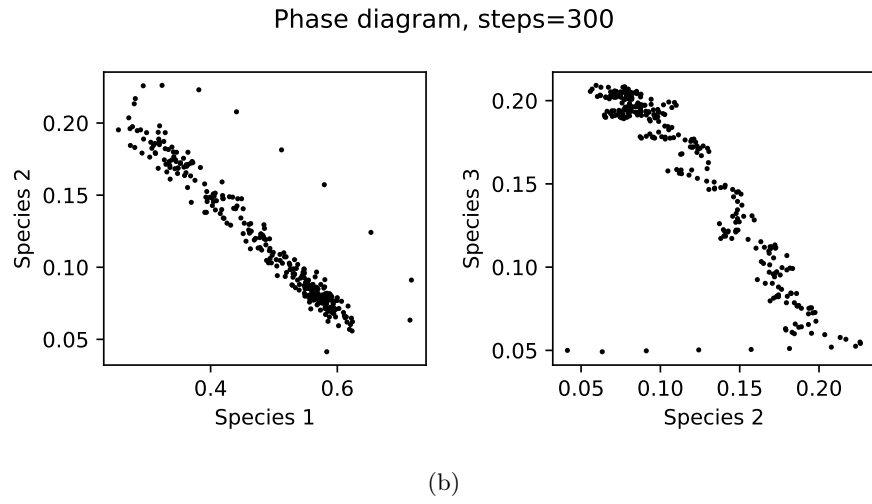 Phase diagram, steps=300
0.20
0.15
0.10
0.05
Species 2
0.4 0.6
Species 1
0.20
0.15
0.10
0.05
Species 3
0.05 0.10 0.15 0.20
Species 2
(b)